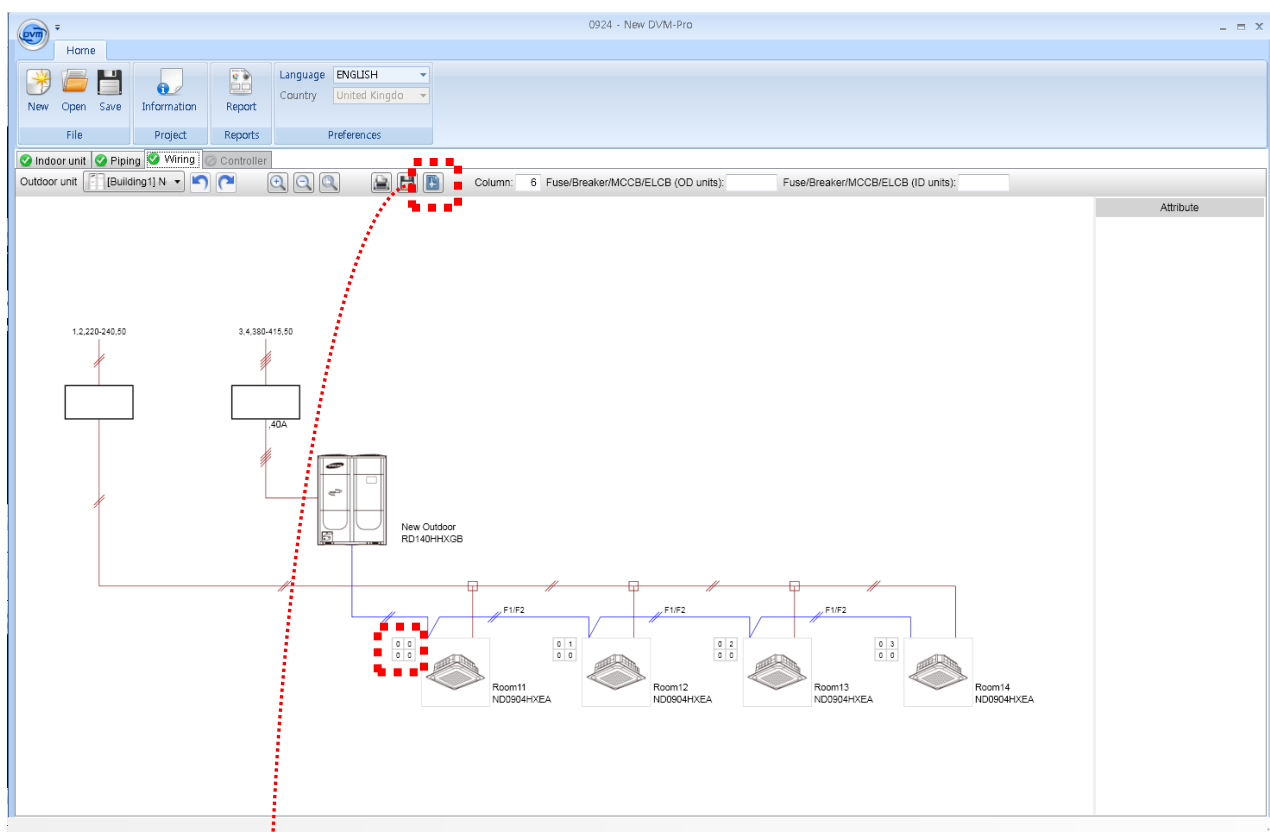 DVM
0924 - New DVM-Pro
Home
New Open Save Information Report
Language ENGLISH
Country United Kingdo
File Project Reports Preferences
Indoor unit Piping Wiring Controller
Outdoor unit [Building1] N Column: 6 Fuse/Breaker/MCCB/ELCB (OD units): Fuse/Breaker/MCCB/ELCB (ID units):
Attribute
1,2,220-240,50 3,4,380-415,50
,40A
New Outdoor
RD140HHXGB
F1/F2 F1/F2 F1/F2
0 0 0 1 0 2 0 3
0 0 0 0 0 0 0 0
Room11 Room12 Room13 Room14
ND0904HXEA ND0904HXEA ND0904HXEA ND0904HXEA